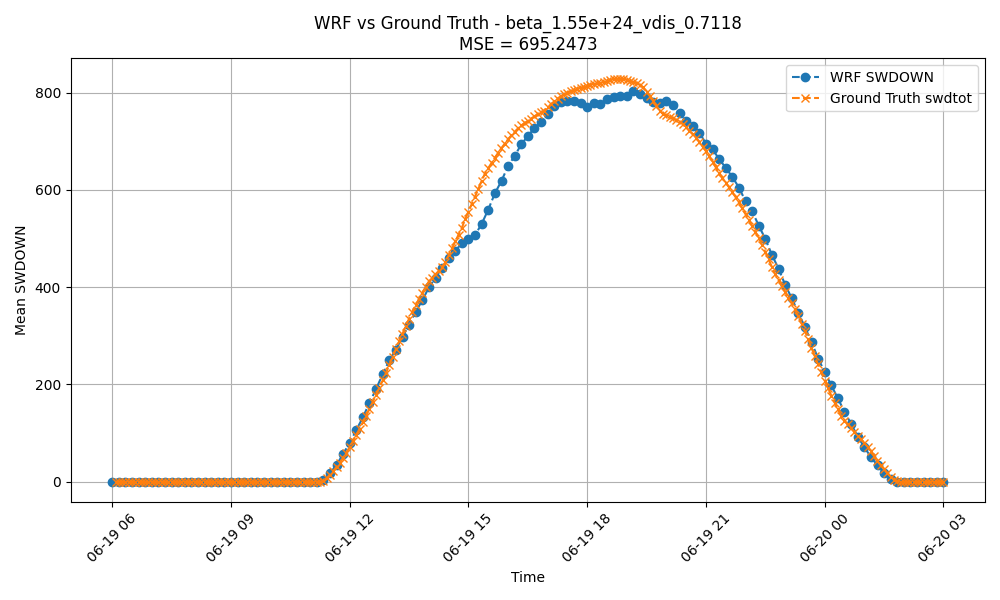 WRF vs Ground Truth - beta_1.55e+24_vdis_0.7118
MSE = 695.2473
WRF SWDOWN
Ground Truth swdtot
Mean SWDOWN
800
600
400
200
0
06-19 06
06-19 09
06-19 12
06-19 15
06-19 18
06-19 21
06-20 00
06-20 03
Time